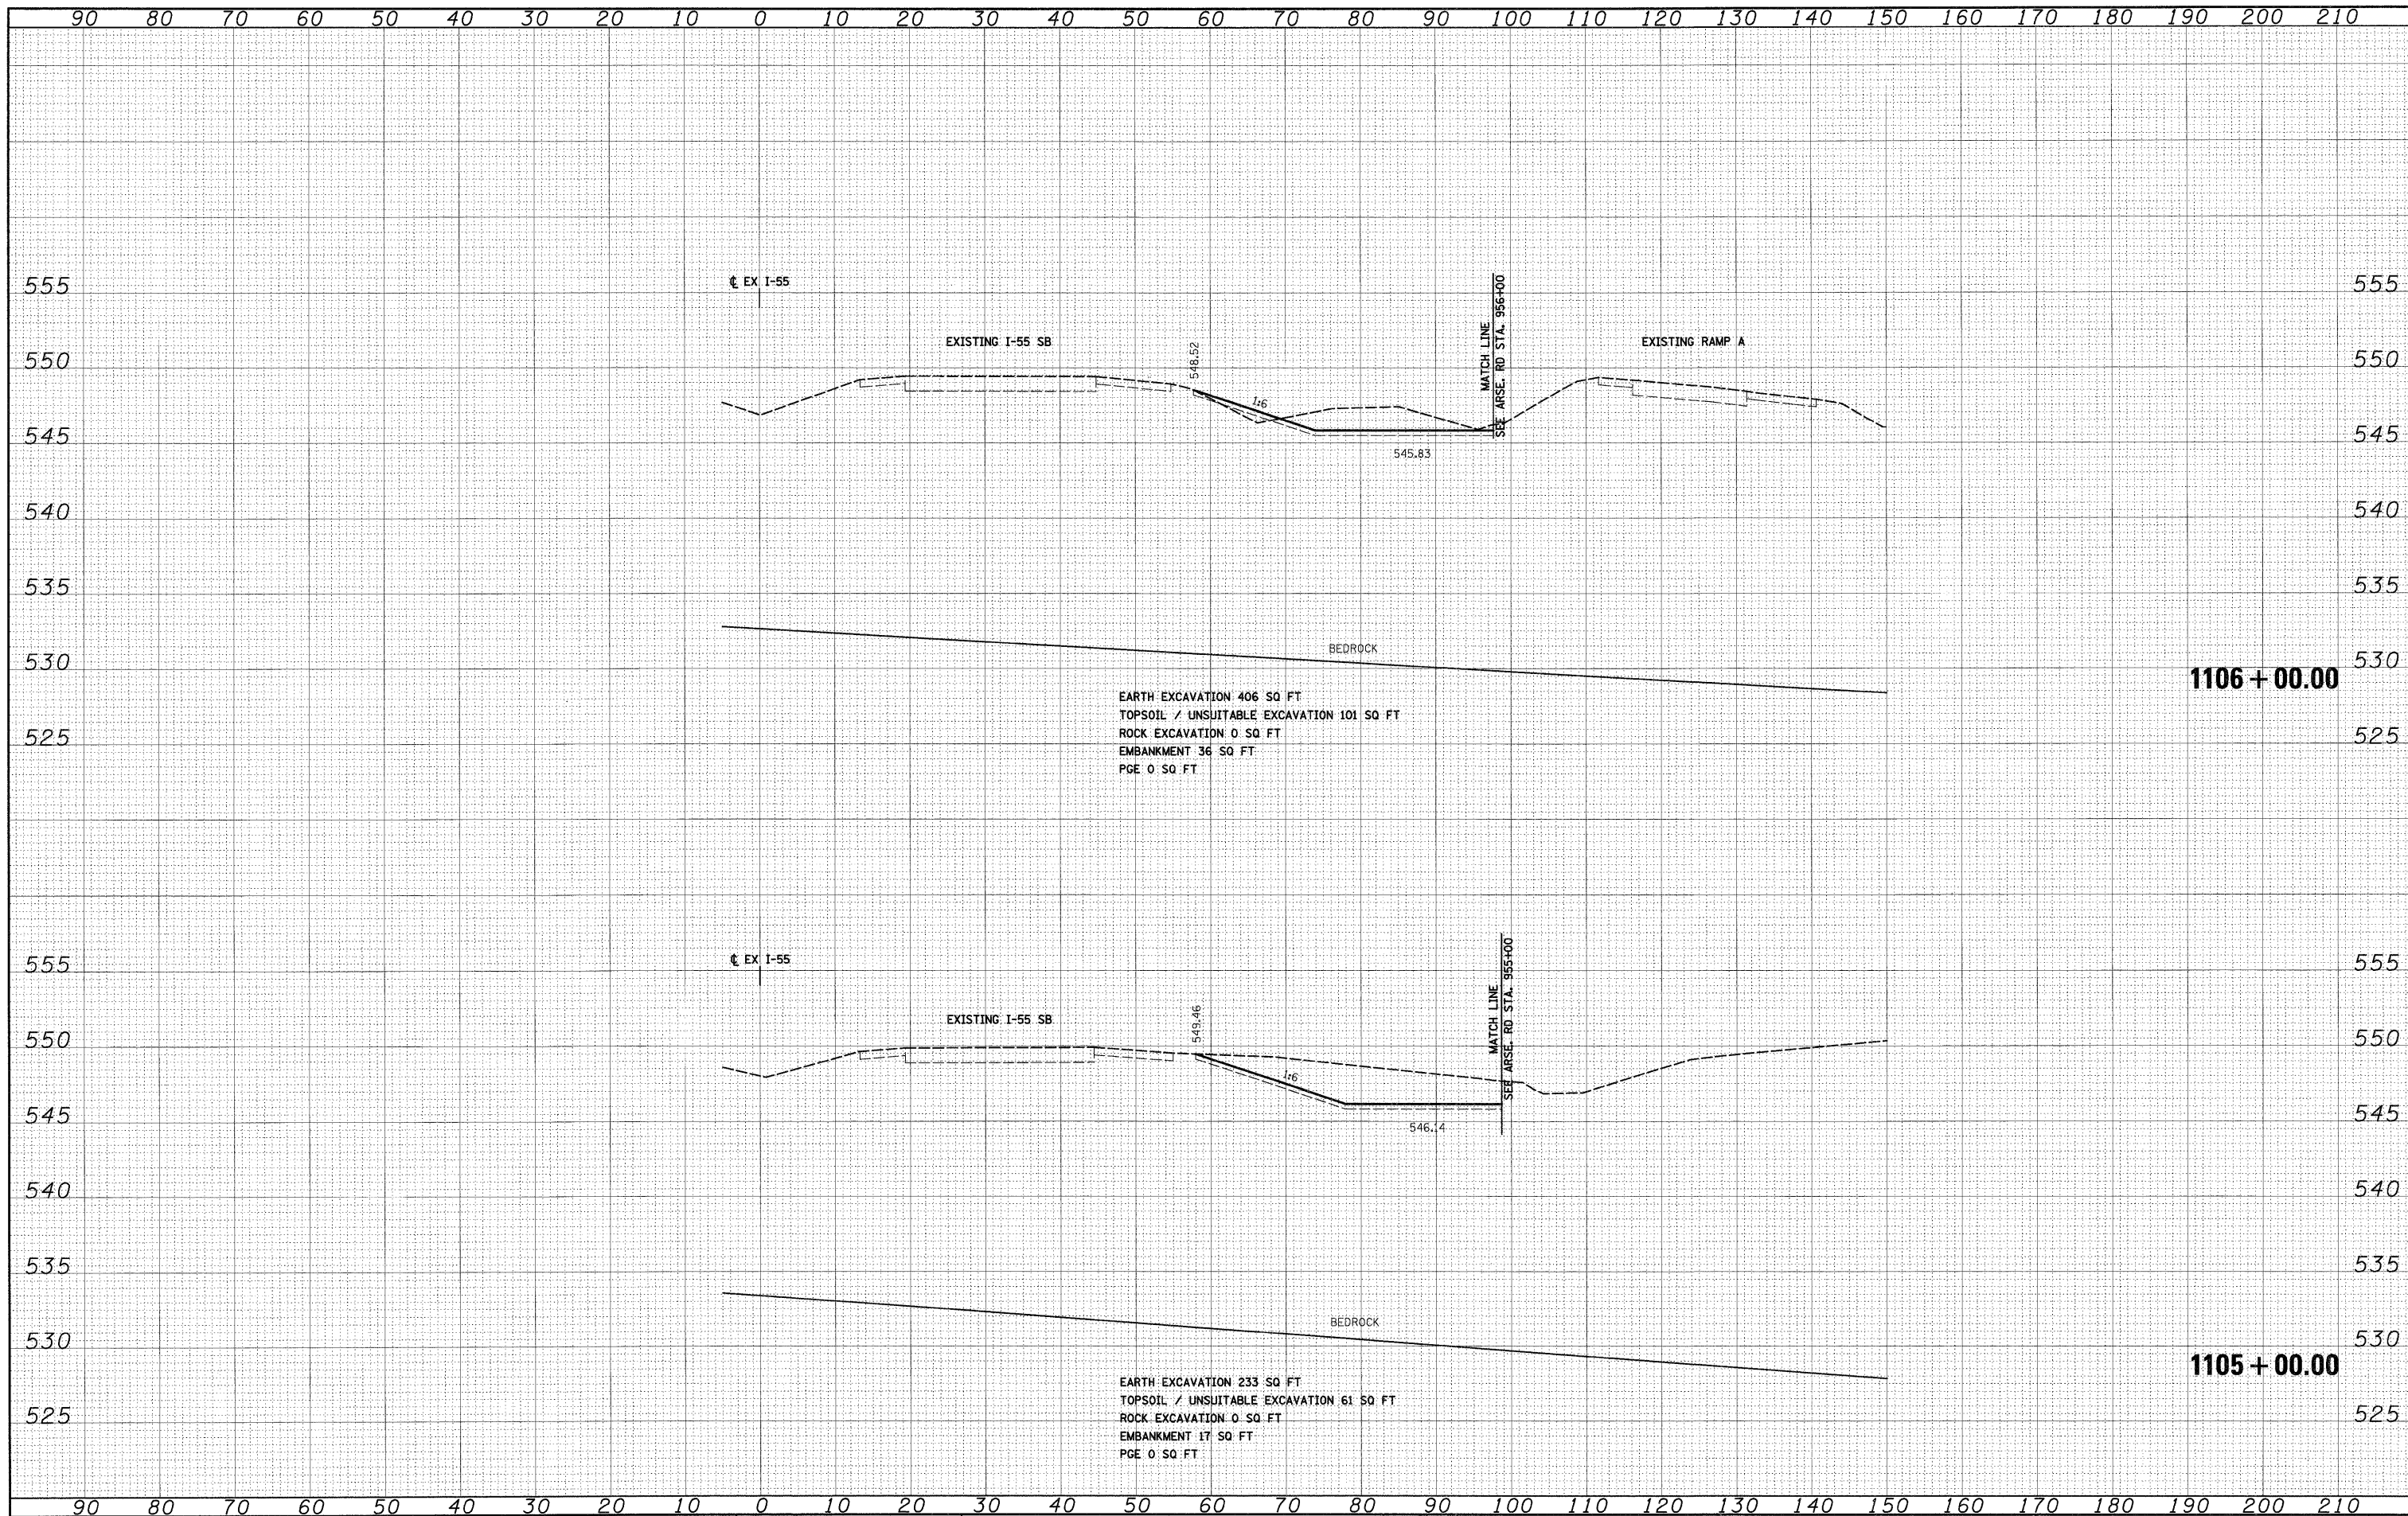 90 80 70 60 50 40 30 20 10 0 10 20 30 40 50 60 70 80 90 100 110 120 130 140 150 160 170 180 190 200 210
℄ EX I-55
555 555
EXISTING I-55 SB
548.52
MATCH LINE
SEE ARSE. RD STA. 956+00
EXISTING RAMP A
550 550
1:6
545 545
545.83
540 540
535 535
BEDROCK
530 530
1106+00.00
EARTH EXCAVATION 406 SQ FT
TOPSOIL / UNSUITABLE EXCAVATION 101 SQ FT
ROCK EXCAVATION 0 SQ FT
EMBANKMENT 36 SQ FT
PGE 0 SQ FT
525 525
℄ EX I-55
555 555
EXISTING I-55 SB
549.46
MATCH LINE
SEE ARSE. RD STA. 955+00
550 550
1:6
545 545
546.14
540 540
535 535
BEDROCK
530 530
1105+00.00
EARTH EXCAVATION 233 SQ FT
TOPSOIL / UNSUITABLE EXCAVATION 61 SQ FT
ROCK EXCAVATION 0 SQ FT
EMBANKMENT 17 SQ FT
PGE 0 SQ FT
525 525
90 80 70 60 50 40 30 20 10 0 10 20 30 40 50 60 70 80 90 100 110 120 130 140 150 160 170 180 190 200 210